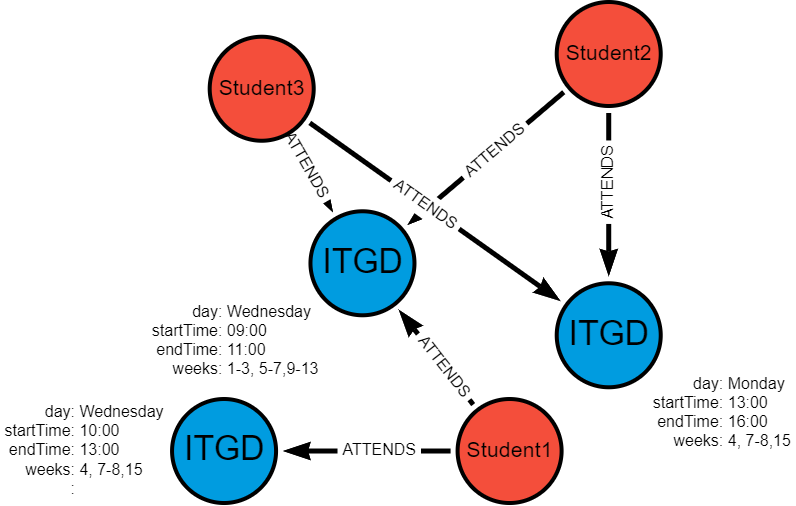 Student2
Student3
ATTENDS
ATTENDS
ATTENDS
ATTENDS
ITGD
ITGD
day: Wednesday
startTime: 09:00
endTime: 11:00
weeks: 1-3, 5-7,9-13
ATTENDS
day: Monday
startTime: 13:00
endTime: 16:00
weeks: 4, 7-8,15
day: Wednesday
startTime: 10:00
endTime: 13:00
weeks: 4, 7-8,15
:
ITGD
ATTENDS
Student1